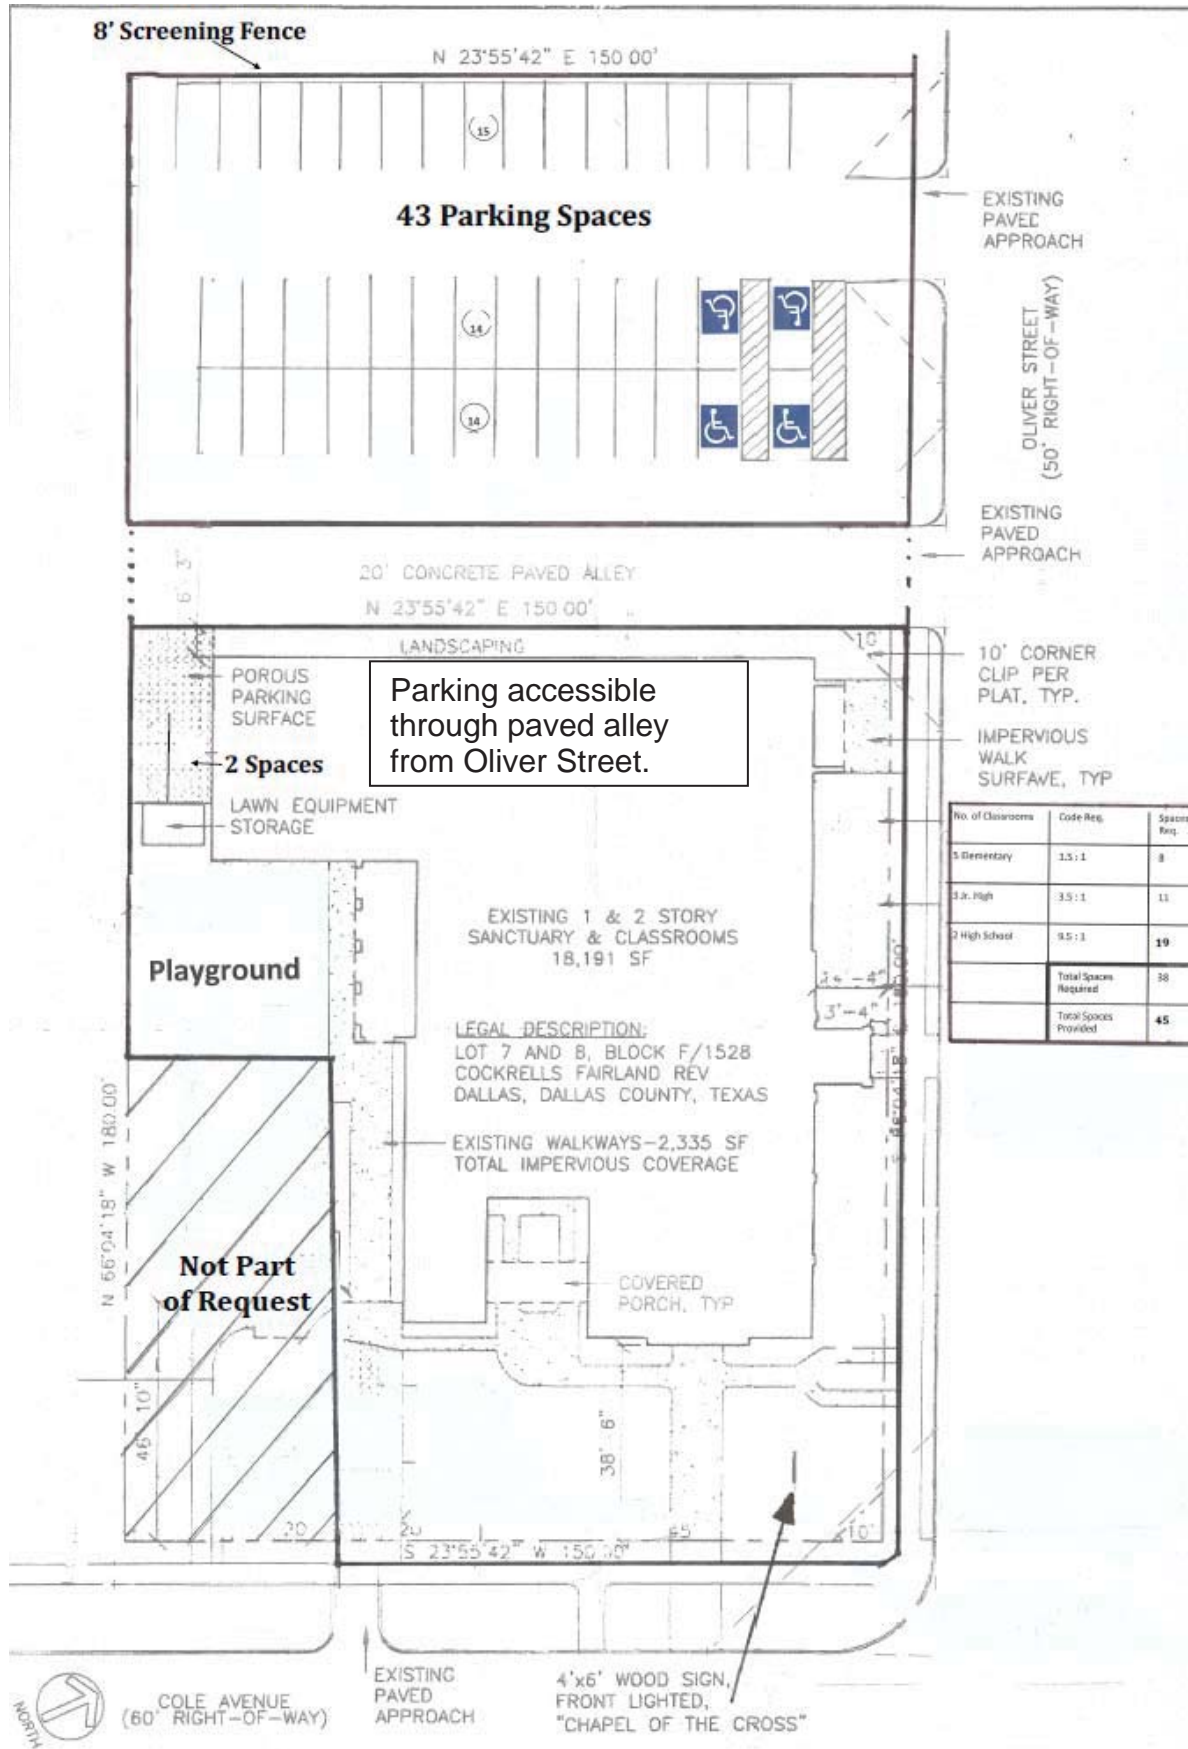 8' Screening Fence
N 23°55'42" E 150 00'
15
43 Parking Spaces
EXISTING
PAVED
APPROACH
14
14
OLIVER STREET
(50' RIGHT-OF-WAY)
EXISTING
PAVED
APPROACH
6' 3"
20' CONCRETE PAVED ALLEY
N 23°55'42" E 150 00'
LANDSCAPING
10'
10' CORNER
CLIP PER
PLAT, TYP.
POROUS
PARKING
SURFACE
Parking accessible
through paved alley
from Oliver Street.
IMPERVIOUS
WALK
SURFAVE, TYP
2 Spaces
LAWN EQUIPMENT
STORAGE
No. of Classrooms Code Req. Spaces Req.
5 Elementary 1.5 : 1 8
3 Jr. High 3.5 : 1 11
2 High School 9.5 : 1 19
Total Spaces Required 38
Total Spaces Provided 45
EXISTING 1 & 2 STORY
SANCTUARY & CLASSROOMS
18,191 SF
Playground
14'-4"
3'-4"
LEGAL DESCRIPTION:
LOT 7 AND 8, BLOCK F/1528
COCKRELLS FAIRLAND REV
DALLAS, DALLAS COUNTY, TEXAS
N 66°04'18" W 180.00'
EXISTING WALKWAYS-2,335 SF
TOTAL IMPERVIOUS COVERAGE
Not Part
of Request
COVERED
PORCH, TYP
46' 10"
38' 6"
20
20
45'
10'
S 23°55'42" W 150.00'
NORTH
COLE AVENUE
(60' RIGHT-OF-WAY)
EXISTING
PAVED
APPROACH
4'x6' WOOD SIGN,
FRONT LIGHTED,
"CHAPEL OF THE CROSS"